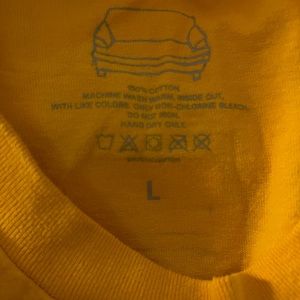 100% COTTON
MACHINE WASH WARM, INSIDE OUT,
WITH LIKE COLORS. ONLY NON-CHLORINE BLEACH.
DO NOT IRON.
HANG DRY ONLY.
L